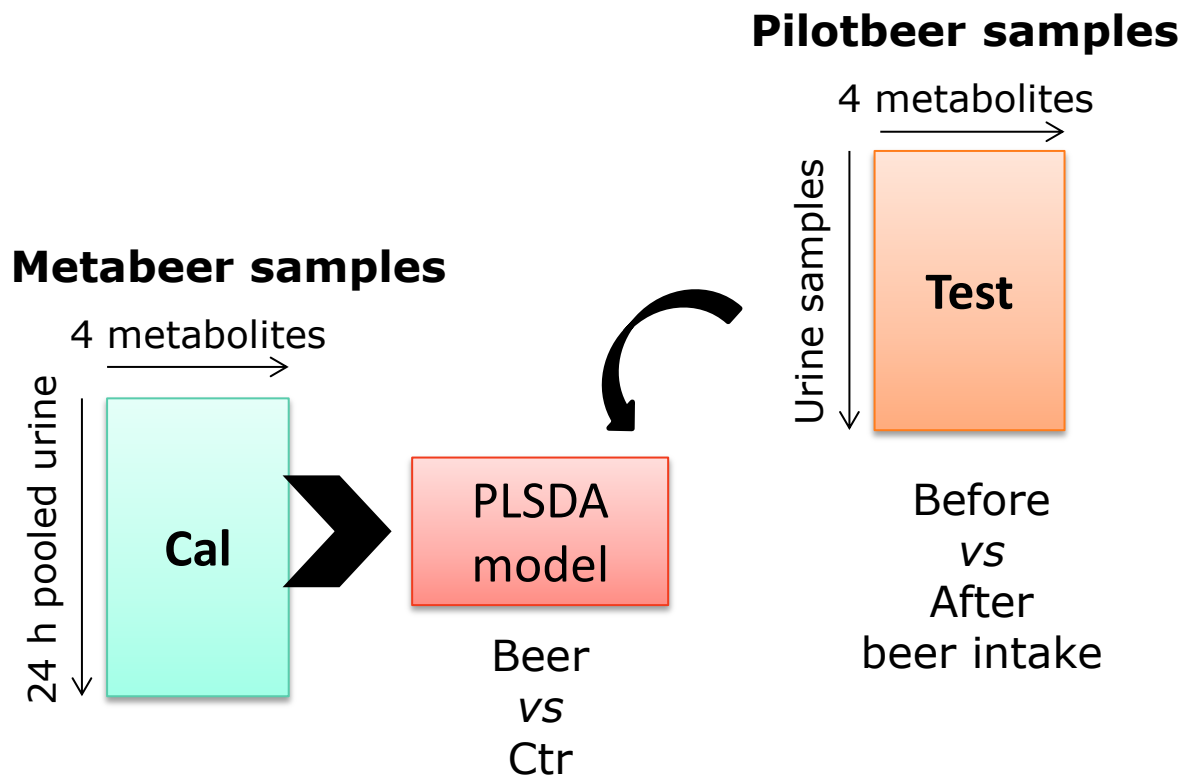 Pilotbeer samples
4 metabolites
Urine samples
Test
Before
vs
After
beer intake
Metabeer samples
4 metabolites
24 h pooled urine
Cal
PLSDA
model
Beer
vs
Ctr